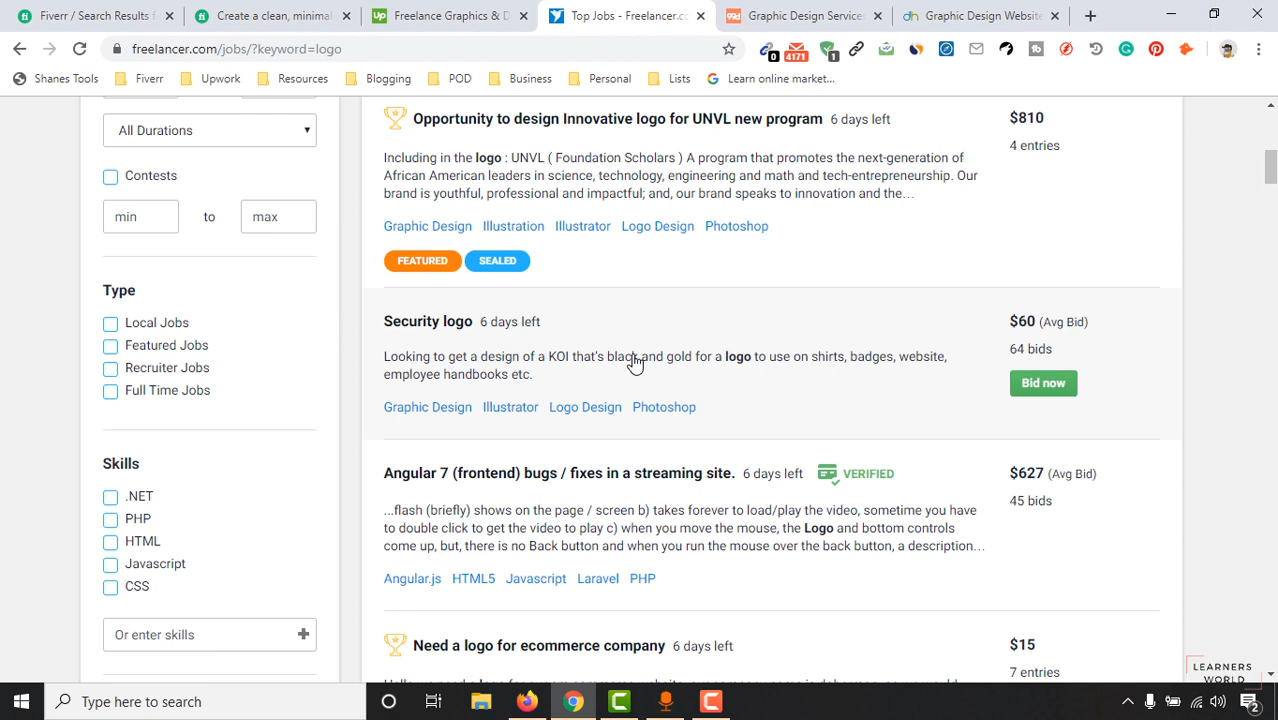 Fiverr / Search Results f
Create a clean, minimal
Up Freelance Graphics & D
Top Jobs - Freelancer.co
99d Graphic Design Service
dn Graphic Design Website
freelancer.com/jobs/?keyword=logo
0
4171
1
Shanes Tools
Fiverr
Upwork
Resources
Blogging
POD
Business
Personal
Lists
Learn online market...
All Durations
Contests
min to max
Type
Local Jobs
Featured Jobs
Recruiter Jobs
Full Time Jobs
Skills
.NET
PHP
HTML
Javascript
CSS
Or enter skills +
Opportunity to design Innovative logo for UNVL new program 6 days left
$810
4 entries
Including in the logo : UNVL ( Foundation Scholars ) A program that promotes the next-generation of
African American leaders in science, technology, engineering and math and tech-entrepreneurship. Our
brand is youthful, professional and impactful; and, our brand speaks to innovation and the…
Graphic Design Illustration Illustrator Logo Design Photoshop
FEATURED SEALED
Security logo 6 days left
$60 (Avg Bid)
64 bids
Bid now
Looking to get a design of a KOI that's black and gold for a logo to use on shirts, badges, website,
employee handbooks etc.
Graphic Design Illustrator Logo Design Photoshop
Angular 7 (frontend) bugs / fixes in a streaming site. 6 days left VERIFIED
$627 (Avg Bid)
45 bids
...flash (briefly) shows on the page / screen b) takes forever to load/play the video, sometime you have
to double click to get the video to play c) when you move the mouse, the Logo and bottom controls
come up, but, there is no Back button and when you run the mouse over the back button, a description…
Angular.js HTML5 Javascript Laravel PHP
Need a logo for ecommerce company 6 days left
$15
7 entries
LEARNERS
WORLD
Type here to search
2